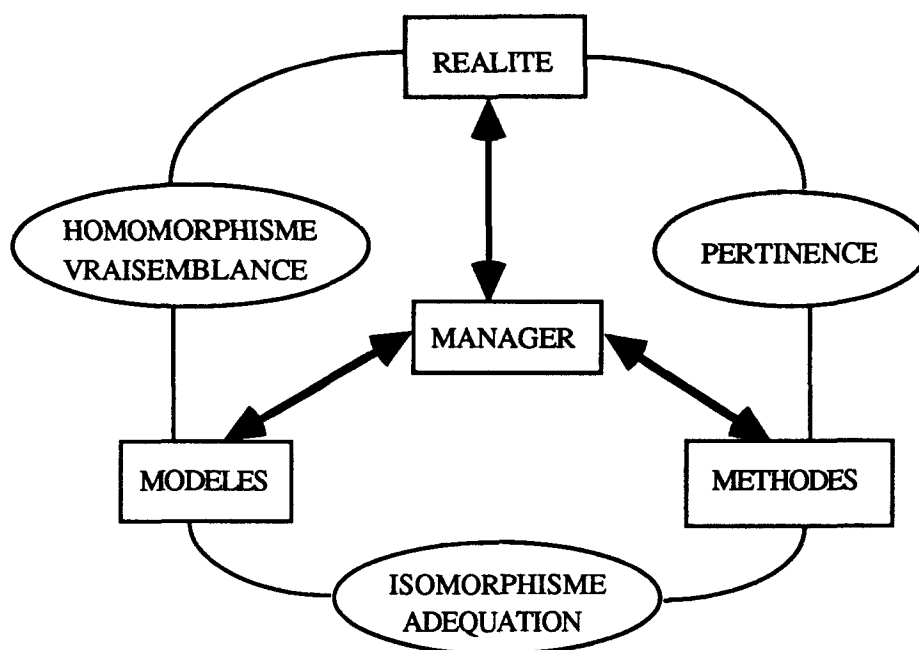 REALITE
HOMOMORPHISME
VRAISEMBLANCE
PERTINENCE
MANAGER
MODELES
METHODES
ISOMORPHISME
ADEQUATION